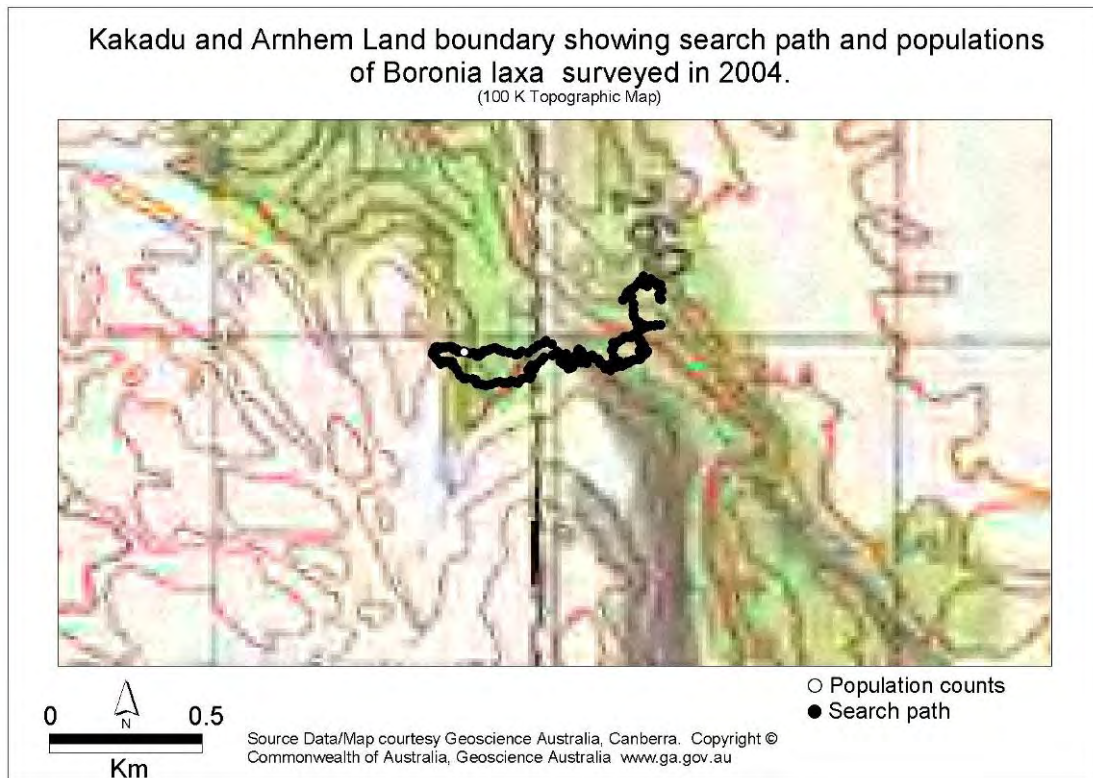 Kakadu and Arnhem Land boundary showing search path and populations
of Boronia laxa surveyed in 2004.
(100 K Topographic Map)
N
0 0.5
Km
Population counts
Search path
Source Data/Map courtesy Geoscience Australia, Canberra. Copyright ©
Commonwealth of Australia, Geoscience Australia www.ga.gov.au